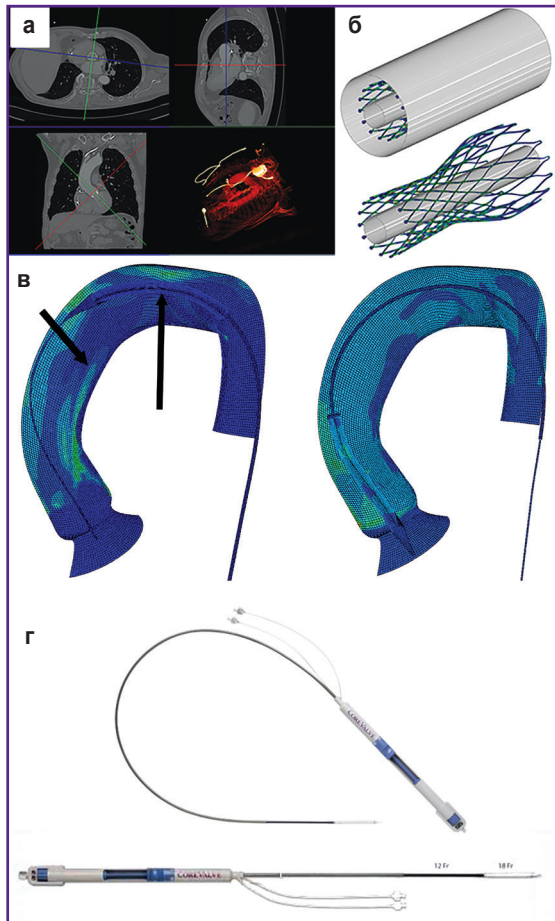 а
б
в
г
COREVALVE
COREVALVE
12 Fr
18 Fr